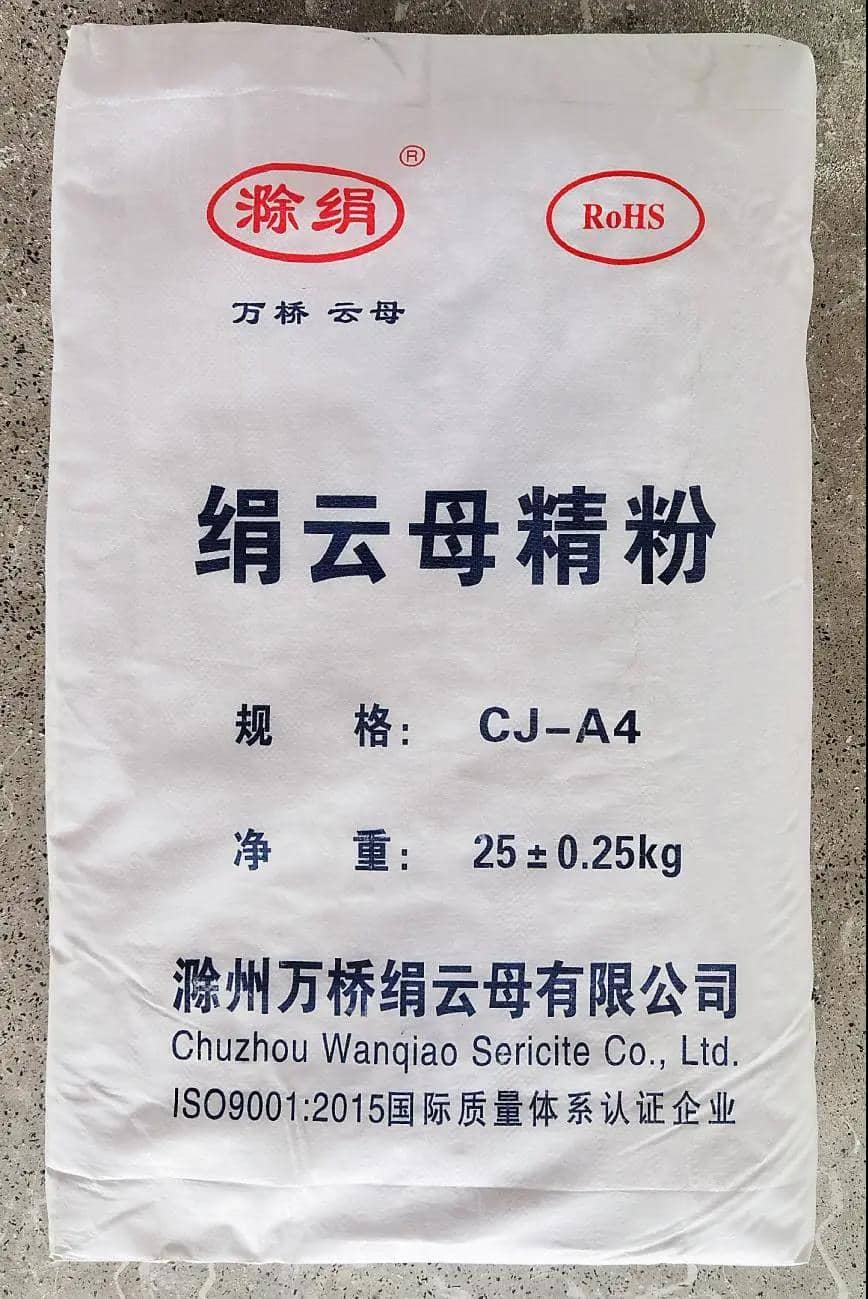 滁绢 ®
RoHS
万桥 云母
绢云母精粉
规 格: CJ-A4
净 重: 25±0.25kg
滁州万桥绢云母有限公司
Chuzhou Wanqiao Sericite Co., Ltd.
ISO9001:2015国际质量体系认证企业